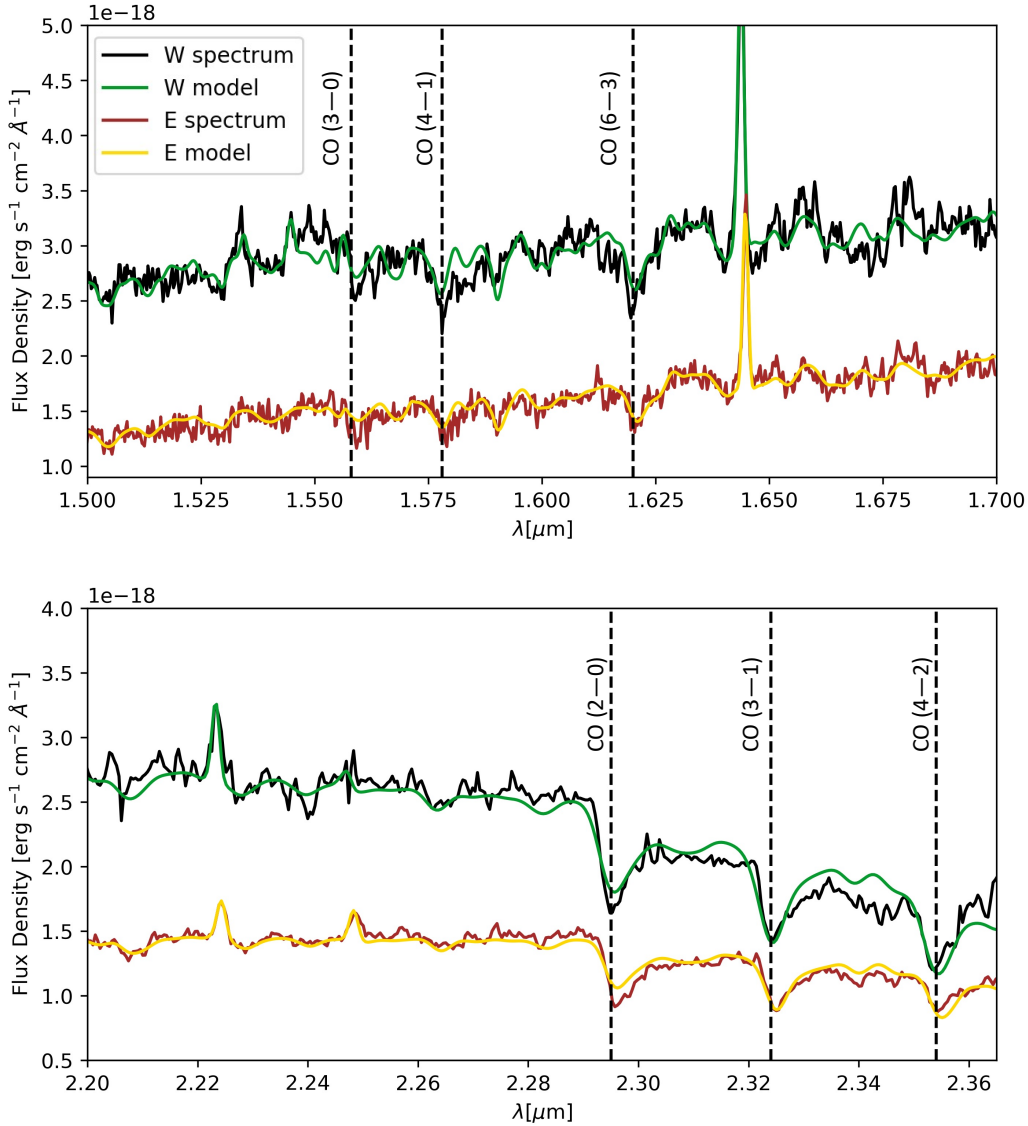 1e−18
5.0
4.5
4.0
3.5
3.0
2.5
2.0
1.5
1.0
Flux Density [erg s⁻¹ cm⁻² Å⁻¹]
W spectrum
W model
E spectrum
E model
CO (3—0)
CO (4—1)
CO (6—3)
1.500 1.525 1.550 1.575 1.600 1.625 1.650 1.675 1.700
λ[μm]
1e−18
4.0
3.5
3.0
2.5
2.0
1.5
1.0
0.5
Flux Density [erg s⁻¹ cm⁻² Å⁻¹]
CO (2—0)
CO (3—1)
CO (4—2)
2.20 2.22 2.24 2.26 2.28 2.30 2.32 2.34 2.36
λ[μm]